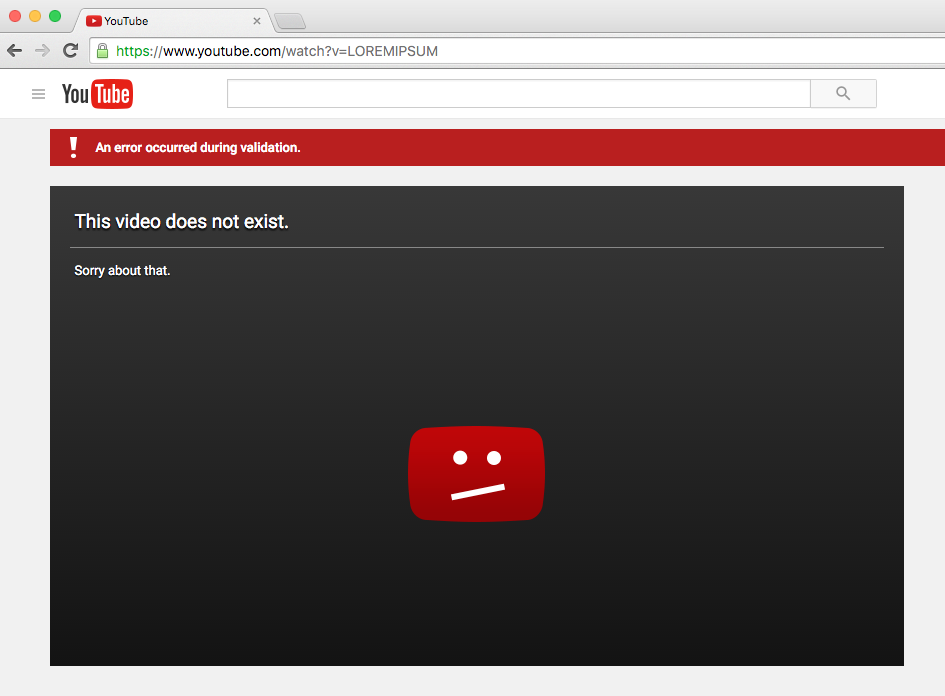 YouTube
https://www.youtube.com/watch?v=LOREMIPSUM
YouTube
An error occurred during validation.
This video does not exist.
Sorry about that.